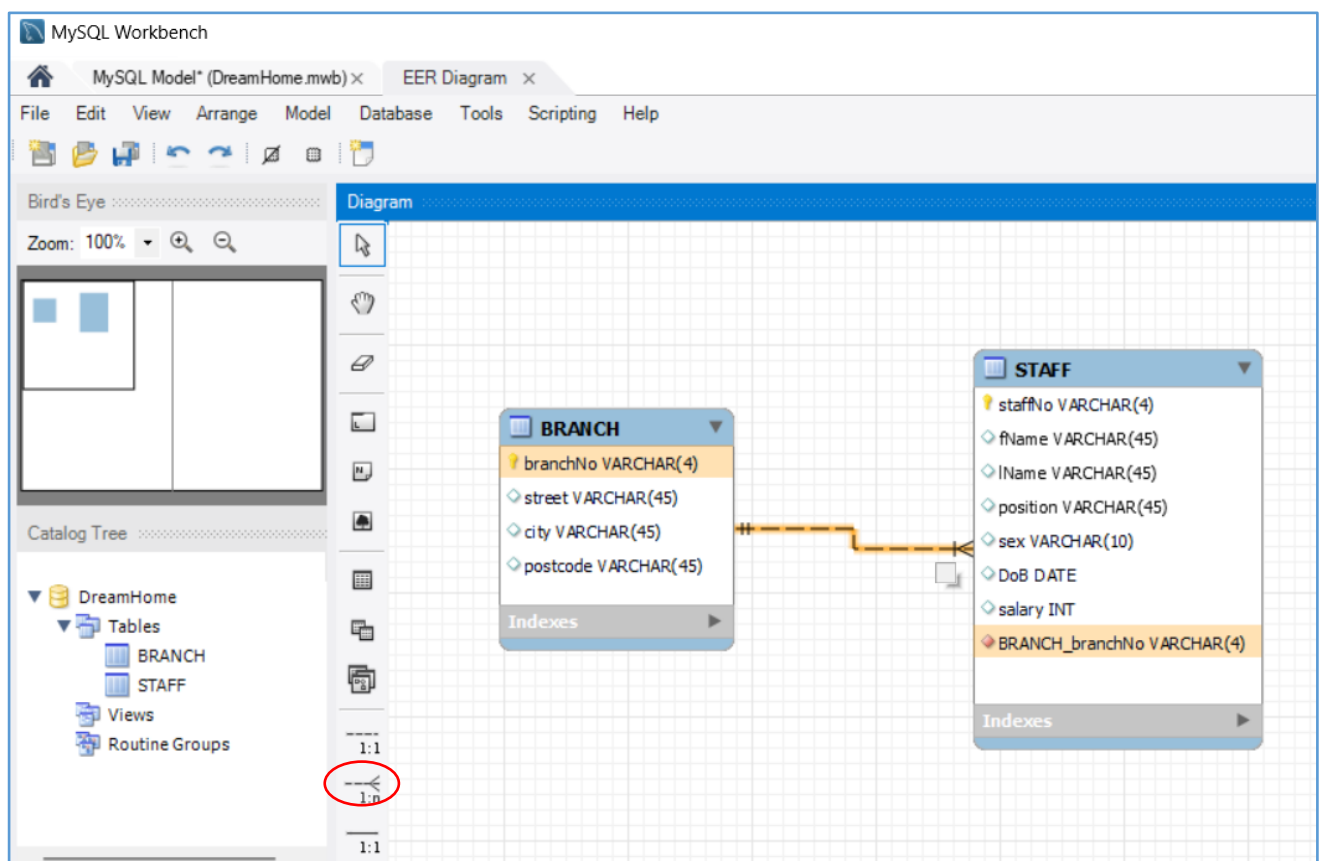 MySQL Workbench
MySQL Model* (DreamHome.mwb) ×
EER Diagram ×
File Edit View Arrange Model Database Tools Scripting Help
Bird's Eye
Zoom: 100%
Catalog Tree
DreamHome
Tables
BRANCH
STAFF
Views
Routine Groups
Diagram
N
1:1
1:n
1:1
BRANCH
branchNo VARCHAR(4)
street VARCHAR(45)
city VARCHAR(45)
postcode VARCHAR(45)
Indexes
STAFF
staffNo VARCHAR(4)
fName VARCHAR(45)
lName VARCHAR(45)
position VARCHAR(45)
sex VARCHAR(10)
DoB DATE
salary INT
BRANCH_branchNo VARCHAR(4)
Indexes